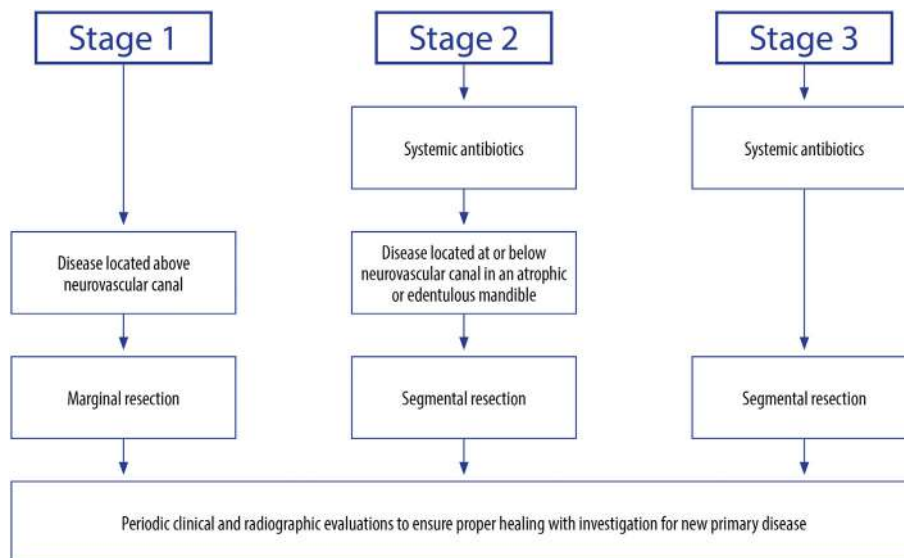 Stage 1
Stage 2
Stage 3
Systemic antibiotics
Systemic antibiotics
Disease located above
neurovascular canal
Disease located at or below
neurovascular canal in an atrophic
or edentulous mandible
Marginal resection
Segmental resection
Segmental resection
Periodic clinical and radiographic evaluations to ensure proper healing with investigation for new primary disease